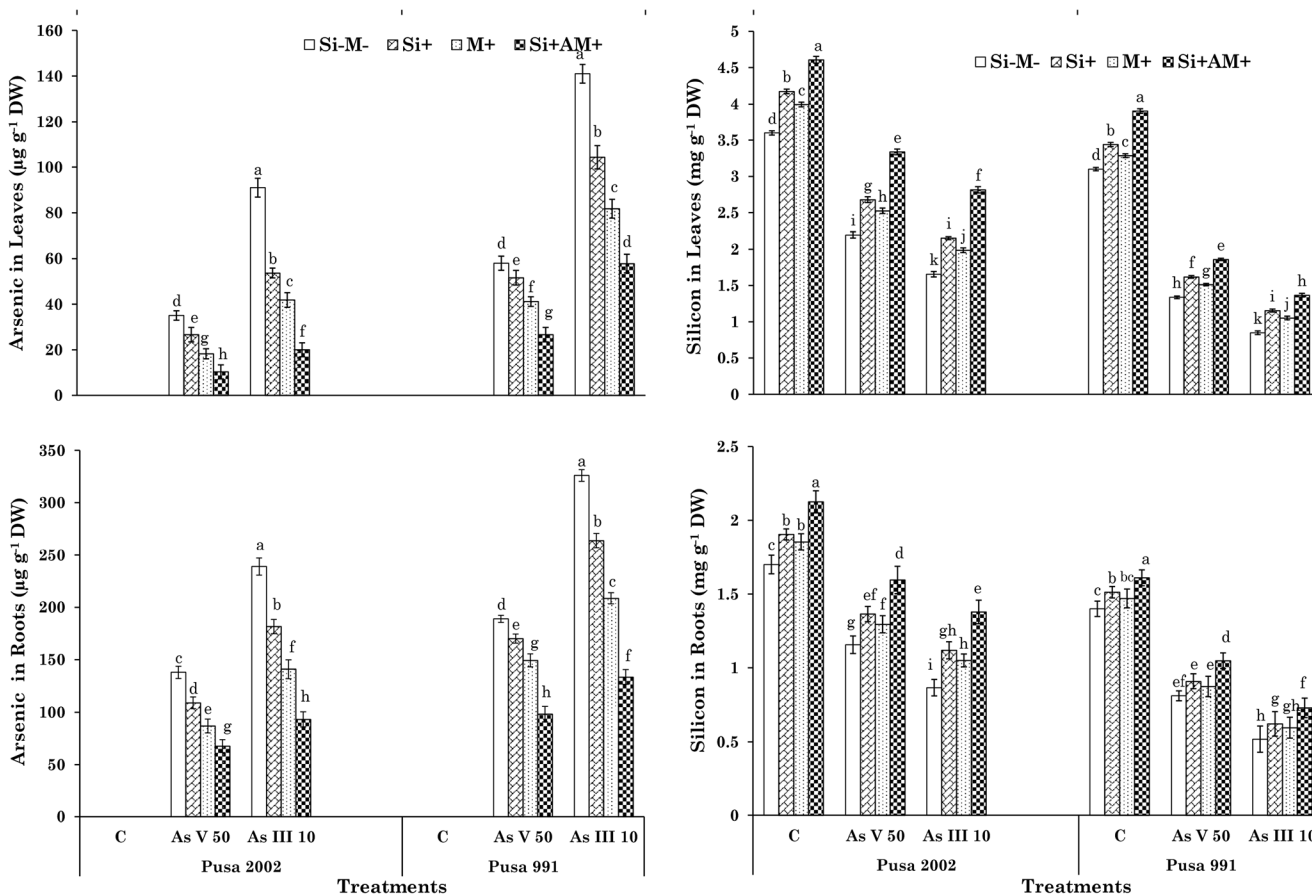 Arsenic in Leaves (µg g⁻¹ DW)
160
140
120
100
80
60
40
20
0
Si-M- Si+ M+ Si+AM+
d e g h
a b c f
d e f g
a b c d
Silicon in Leaves (mg g⁻¹ DW)
5
4.5
4
3.5
3
2.5
2
1.5
1
0.5
0
Si-M- Si+ M+ Si+AM+
d b c a
i g h e
k i j f
d b c a
h f g e
k i j h
Arsenic in Roots (µg g⁻¹ DW)
350
300
250
200
150
100
50
0
c d e g
a b f h
d e g h
a b c f
C As V 50 As III 10 C As V 50 As III 10
Pusa 2002 Pusa 991
Silicon in Roots (mg g⁻¹ DW)
2.5
2
1.5
1
0.5
0
c b b a
g ef f d
i gh h e
c b bc a
ef e e d
h g gh f
C As V 50 As III 10 C As V 50 As III 10
Pusa 2002 Pusa 991
Treatments Treatments